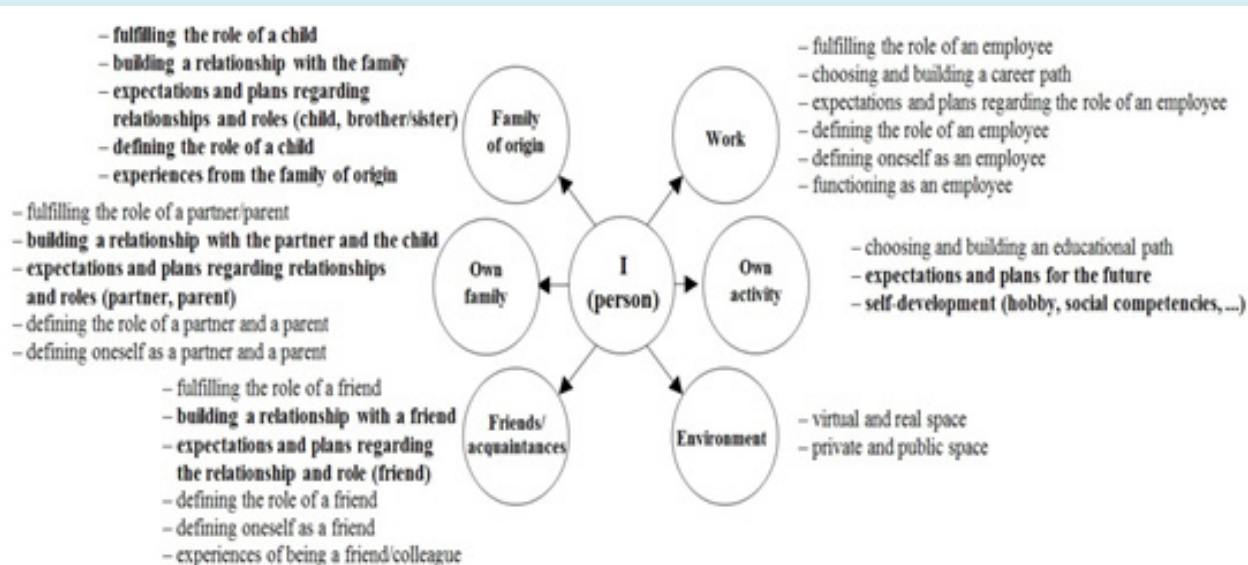 – fulfilling the role of a child
– building a relationship with the family
– expectations and plans regarding
relationships and roles (child, brother/sister)
– defining the role of a child
– experiences from the family of origin
Family
of origin
Work
– fulfilling the role of an employee
– choosing and building a career path
– expectations and plans regarding the role of an employee
– defining the role of an employee
– defining oneself as an employee
– functioning as an employee
– fulfilling the role of a partner/parent
– building a relationship with the partner and the child
– expectations and plans regarding relationships
and roles (partner, parent)
– defining the role of a partner and a parent
– defining oneself as a partner and a parent
Own
family
I
(person)
Own
activity
– choosing and building an educational path
– expectations and plans for the future
– self-development (hobby, social competencies, ...)
– fulfilling the role of a friend
– building a relationship with a friend
– expectations and plans regarding
the relationship and role (friend)
– defining the role of a friend
– defining oneself as a friend
– experiences of being a friend/colleague
Friends/
acquaintances
Environment
– virtual and real space
– private and public space